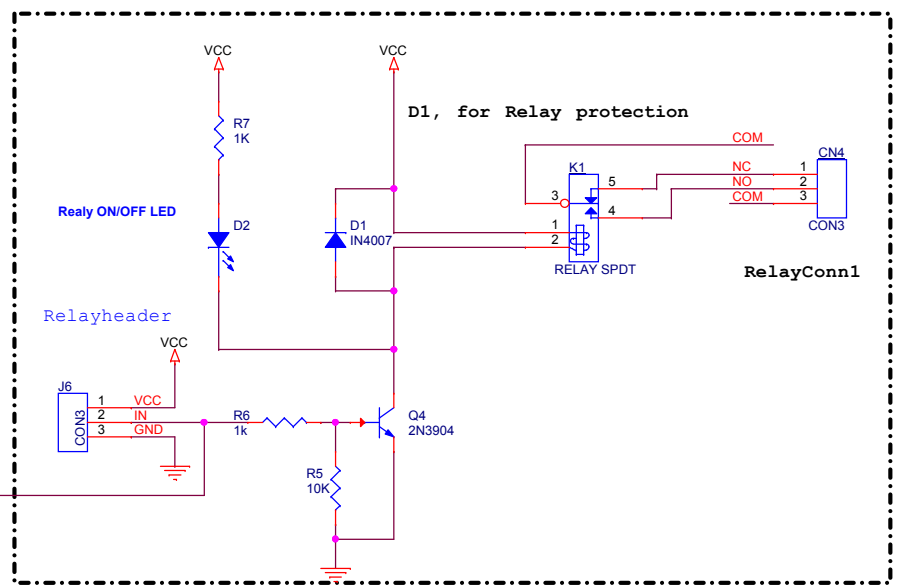 VCC
VCC
D1, for Relay protection
R7
1K
COM
CN4
K1
NC
1
5
NO
2
3
COM
3
Realy ON/OFF LED
D2
D1
IN4007
1
4
2
CON3
RELAY SPDT
RelayConn1
Relayheader
VCC
J6
1
VCC
2
IN
3
GND
CON3
R6
1k
Q4
2N3904
R5
10K